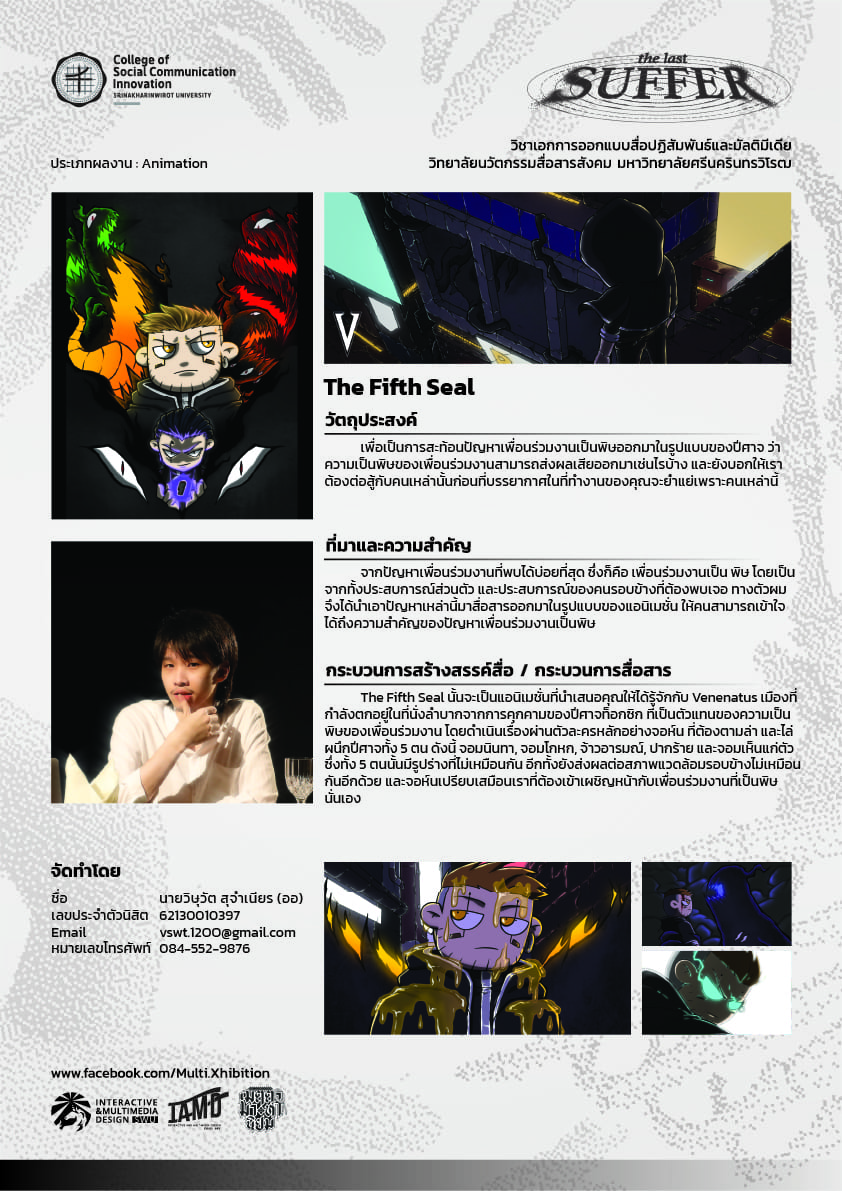 College of
Social Communication
Innovation
SRINAKHARINWIROT UNIVERSITY
the last
SUFFER
วิชาเอกการออกแบบสื่อปฏิสัมพันธ์และมัลติมีเดีย
ประเภทผลงาน : Animation
วิทยาลัยนวัตกรรมสื่อสารสังคม มหาวิทยาลัยศรีนครินทรวิโรฒ
V
The Fifth Seal
วัตถุประสงค์
เพื่อเป็นการสะท้อนปัญหาเพื่อนร่วมงานเป็นพิษออกมาในรูปแบบของปีศาจ ว่า
ความเป็นพิษของเพื่อนร่วมงานสามารถส่งผลเสียออกมาเช่นไรบ้าง และยังบอกให้เรา
ต้องต่อสู้กับคนเหล่านั้นก่อนที่บรรยากาศในที่ทำงานของคุณจะยำแย่เพราะคนเหล่านี้
ที่มาและความสำคัญ
จากปัญหาเพื่อนร่วมงานที่พบได้บ่อยที่สุด ซึ่งก็คือ เพื่อนร่วมงานเป็น พิษ โดยเป็น
จากทั้งประสบการณ์ส่วนตัว และประสบการณ์ของคนรอบข้างที่ต้องพบเจอ ทางตัวผม
จึงได้นำเอาปัญหาเหล่านี้มาสื่อสารออกมาในรูปแบบของแอนิเมชั่น ให้คนสามารถเข้าใจ
ได้ถึงความสำคัญของปัญหาเพื่อนร่วมงานเป็นพิษ
กระบวนการสร้างสรรค์สื่อ / กระบวนการสื่อสาร
The Fifth Seal นั้นจะเป็นแอนิเมชั่นที่นำเสนอคุณให้ได้รู้จักกับ Venenatus เมืองที่
กำลังตกอยู่ในที่นั่งลำบากจากการคุกคามของปีศาจท็อกซิก ที่เป็นตัวแทนของความเป็น
พิษของเพื่อนร่วมงาน โดยดำเนินเรื่องผ่านตัวละครหลักอย่างจอห์น ที่ต้องตามล่า และไล่
ผนึกปีศาจทั้ง 5 ตน ดังนี้ จอมนินทา, จอมโกหก, จ้าวอารมณ์, ปากร้าย และจอมเห็นแก่ตัว
ซึ่งทั้ง 5 ตนนั้นมีรูปร่างที่ไม่เหมือนกัน อีกทั้งยังส่งผลต่อสภาพแวดล้อมรอบข้างไม่เหมือน
กันอีกด้วย และจอห์นเปรียบเสมือนเราที่ต้องเข้าเผชิญหน้ากับเพื่อนร่วมงานที่เป็นพิษ
นั่นเอง
จัดทำโดย
ชื่อ นายวิษุวัต สุจำเนียร (ออ)
เลขประจำตัวนิสิต 62130010397
Email vswt.1200@gmail.com
หมายเลขโทรศัพท์ 084-552-9876
www.facebook.com/Multi.Xhibition
INTERACTIVE
&MULTIMEDIA
DESIGN SWU
IAMD